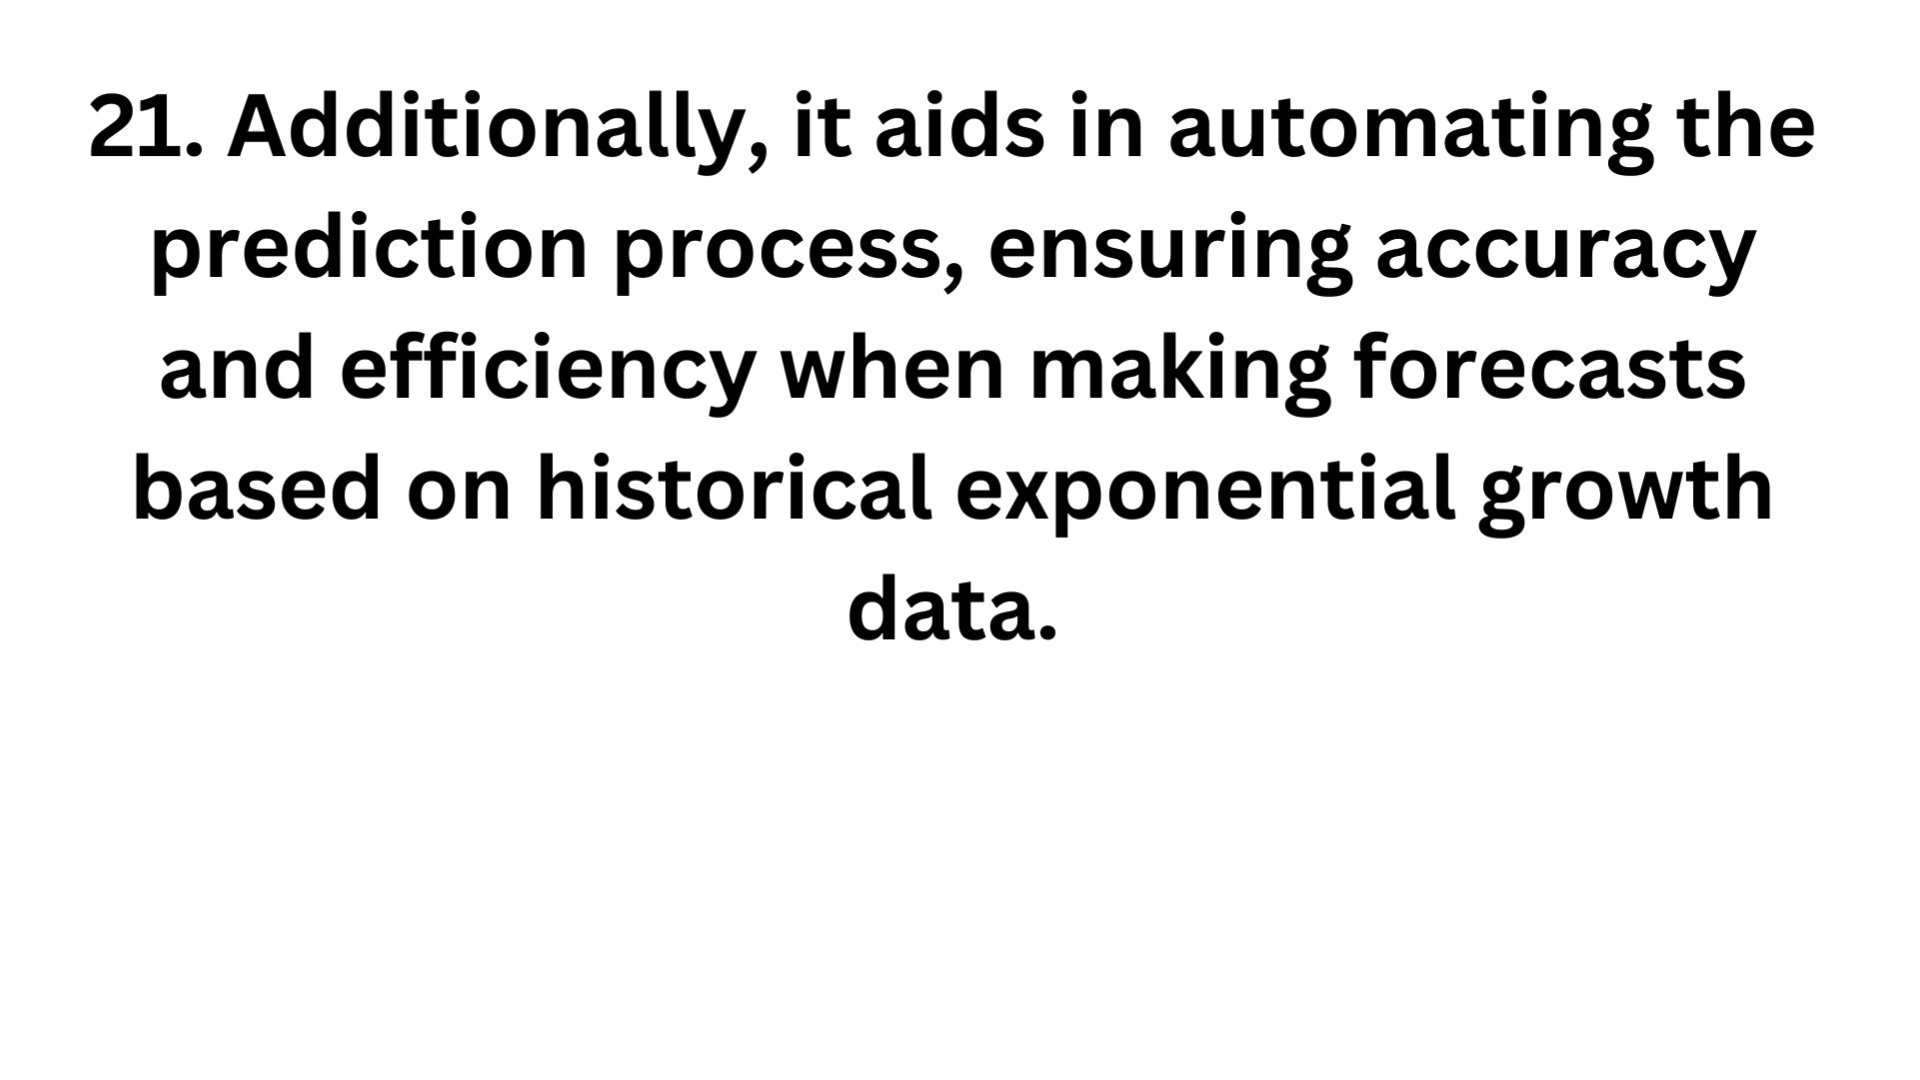 21. Additionally, it aids in automating the
prediction process, ensuring accuracy
and efficiency when making forecasts
based on historical exponential growth
data.